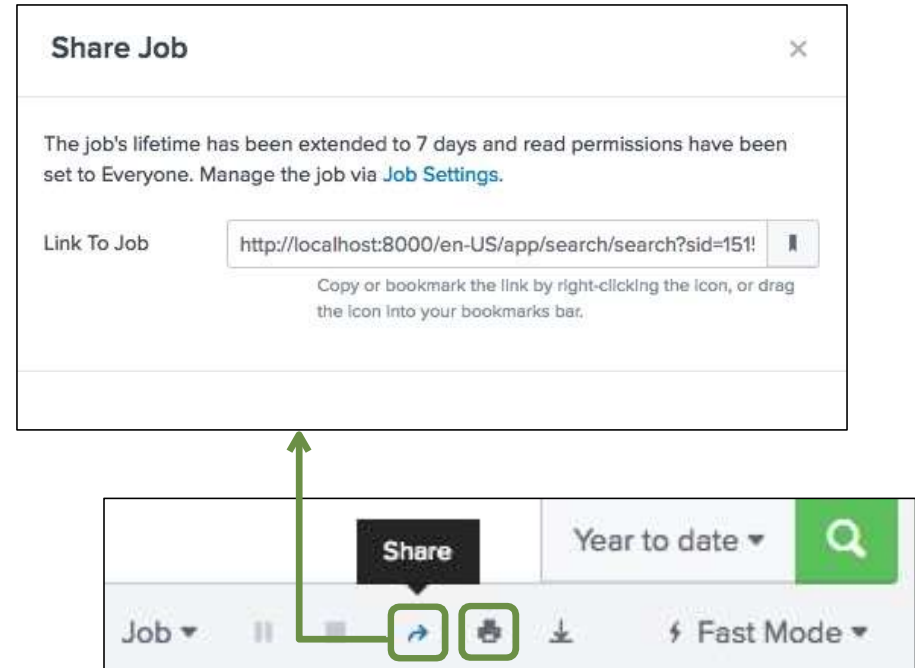 Share Job
The job's lifetime has been extended to 7 days and read permissions have been
set to Everyone. Manage the job via Job Settings.
Link To Job
http://localhost:8000/en-US/app/search/search?sid=151
Copy or bookmark the link by right-clicking the icon, or drag
the icon into your bookmarks bar.
Share
Year to date
Job
Fast Mode